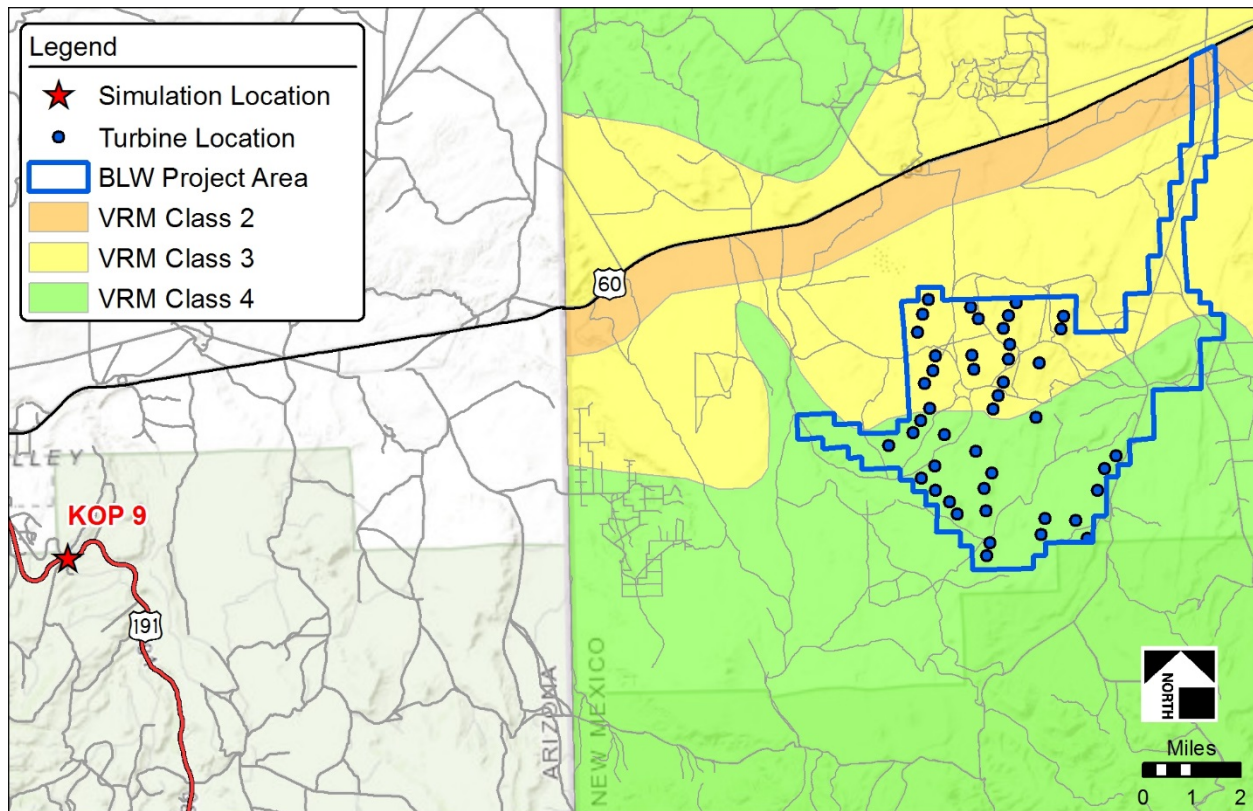 Legend
Simulation Location
Turbine Location
BLW Project Area
VRM Class 2
VRM Class 3
VRM Class 4
60
LLEY
KOP 9
191
ARIZONA
NEW MEXICO
NORTH
Miles
0 1 2